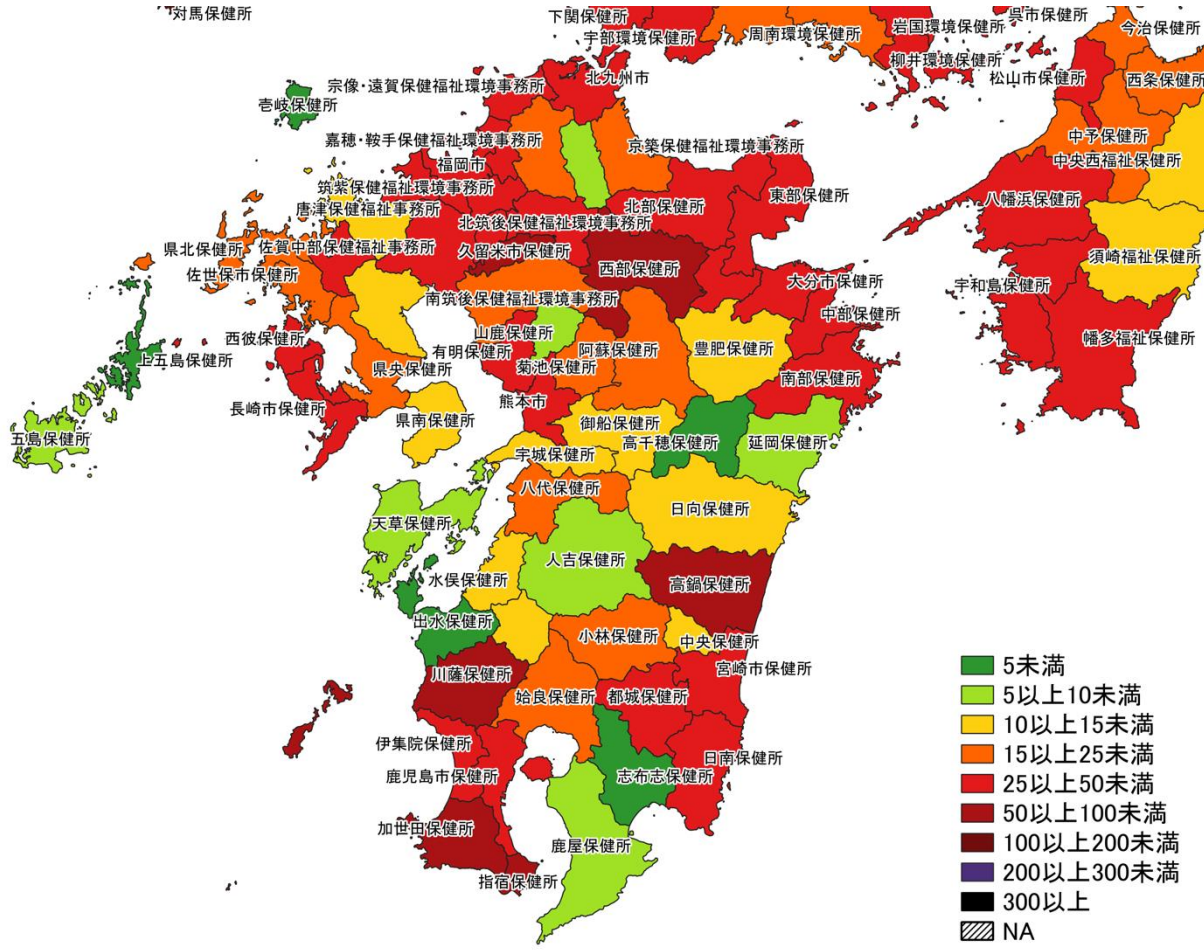 対馬保健所
下関保健所
呉市保健所
宇部環境保健所
周南環境保健所
岩国環境保健所
今治保健所
柳井環境保健所
松山市保健所
西条保健所
北九州市
宗像・遠賀保健福祉環境事務所
壱岐保健所
嘉穂・鞍手保健福祉環境事務所
京築保健福祉環境事務所
中予保健所
福岡市
中央西福祉保健所
筑紫保健福祉環境事務所
東部保健所
唐津保健福祉事務所
北部保健所
八幡浜保健所
北筑後保健福祉環境事務所
県北保健所
佐賀中部保健福祉事務所
久留米市保健所
須崎福祉保健所
佐世保市保健所
西部保健所
大分市保健所
宇和島保健所
南筑後保健福祉環境事務所
中部保健所
西彼保健所
山鹿保健所
幡多福祉保健所
上五島保健所
有明保健所
阿蘇保健所
豊肥保健所
県央保健所
菊池保健所
南部保健所
長崎市保健所
熊本市
県南保健所
御船保健所
五島保健所
高千穂保健所
延岡保健所
宇城保健所
八代保健所
日向保健所
天草保健所
人吉保健所
水俣保健所
高鍋保健所
出水保健所
小林保健所
中央保健所
宮崎市保健所
川薩保健所
姶良保健所
都城保健所
伊集院保健所
日南保健所
鹿児島市保健所
志布志保健所
加世田保健所
鹿屋保健所
指宿保健所
5未満
5以上10未満
10以上15未満
15以上25未満
25以上50未満
50以上100未満
100以上200未満
200以上300未満
300以上
NA